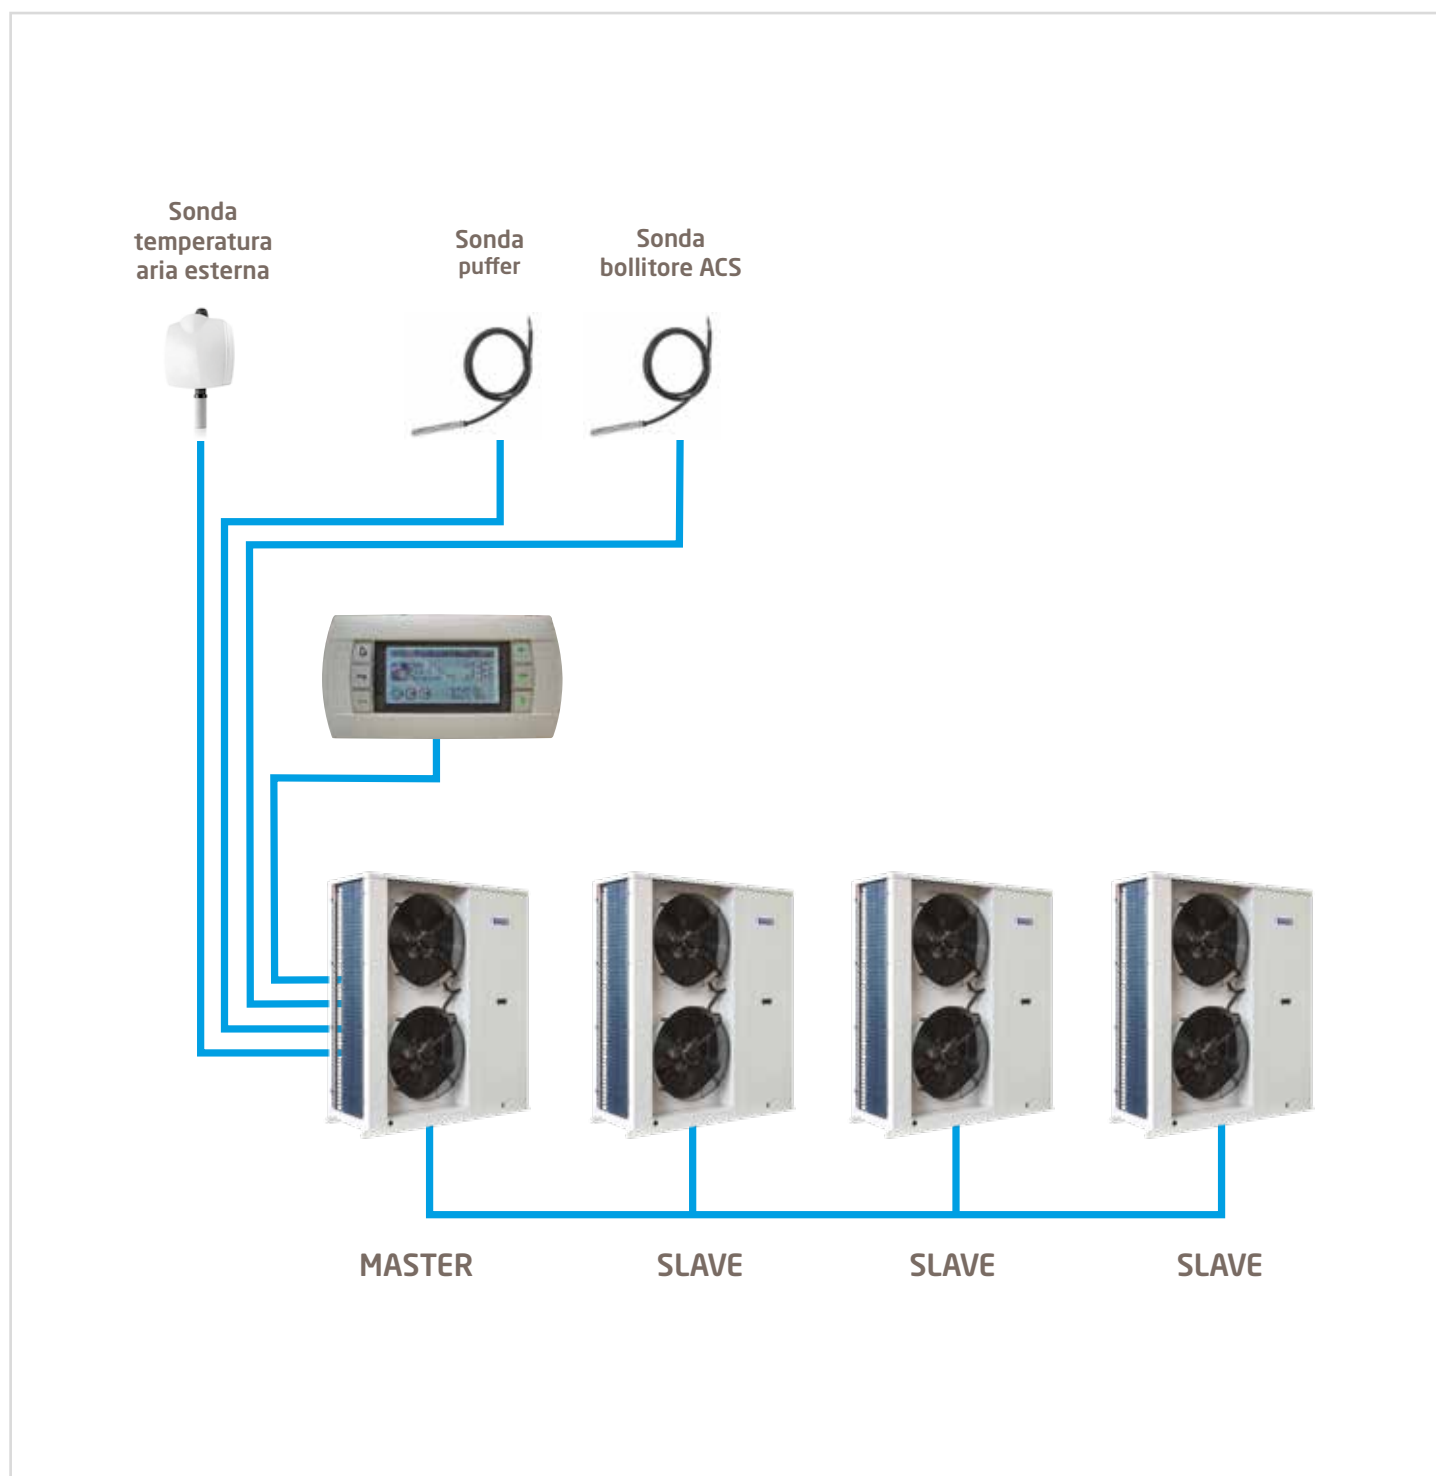 Sonda
temperatura
aria esterna
Sonda
puffer
Sonda
bollitore ACS
MASTER
SLAVE
SLAVE
SLAVE